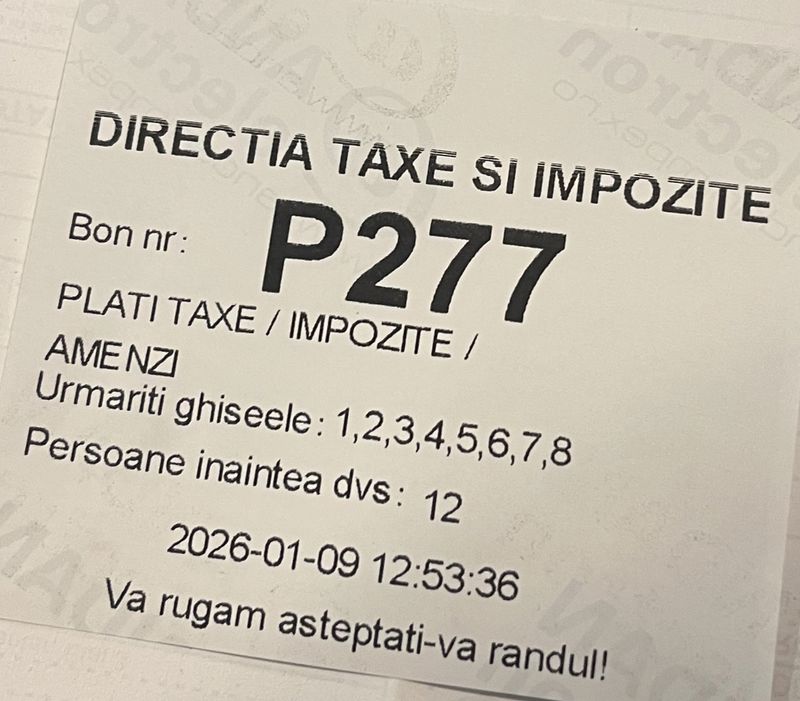 DIRECTIA TAXE SI IMPOZITE
Bon nr: P277
PLATI TAXE / IMPOZITE /
AMENZI
Urmariti ghiseele: 1,2,3,4,5,6,7,8
Persoane inaintea dvs: 12
2026-01-09 12:53:36
Va rugam asteptati-va randul!